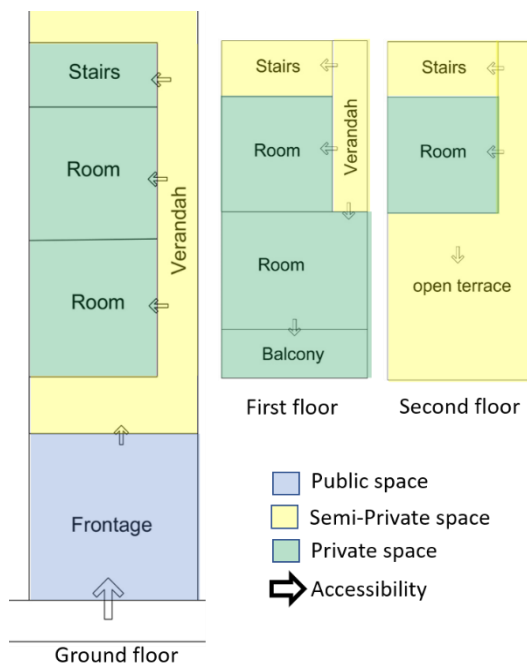 Stairs
Room
Verandah
Room
Frontage
Ground floor
Stairs
Room
Verandah
Room
Balcony
First floor
Stairs
Room
open terrace
Second floor
Public space
Semi-Private space
Private space
Accessibility